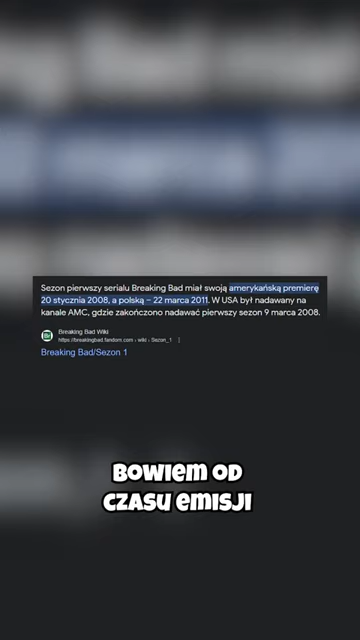 Sezon pierwszy serialu Breaking Bad miał swoją amerykańską premierę
20 stycznia 2008, a polską – 22 marca 2011. W USA był nadawany na
kanale AMC, gdzie zakończono nadawać pierwszy sezon 9 marca 2008.
Breaking Bad Wiki
https://breakingbad.fandom.com › wiki › Sezon_1
Breaking Bad/Sezon 1
BOWIEM OD
CZASU EMISJI